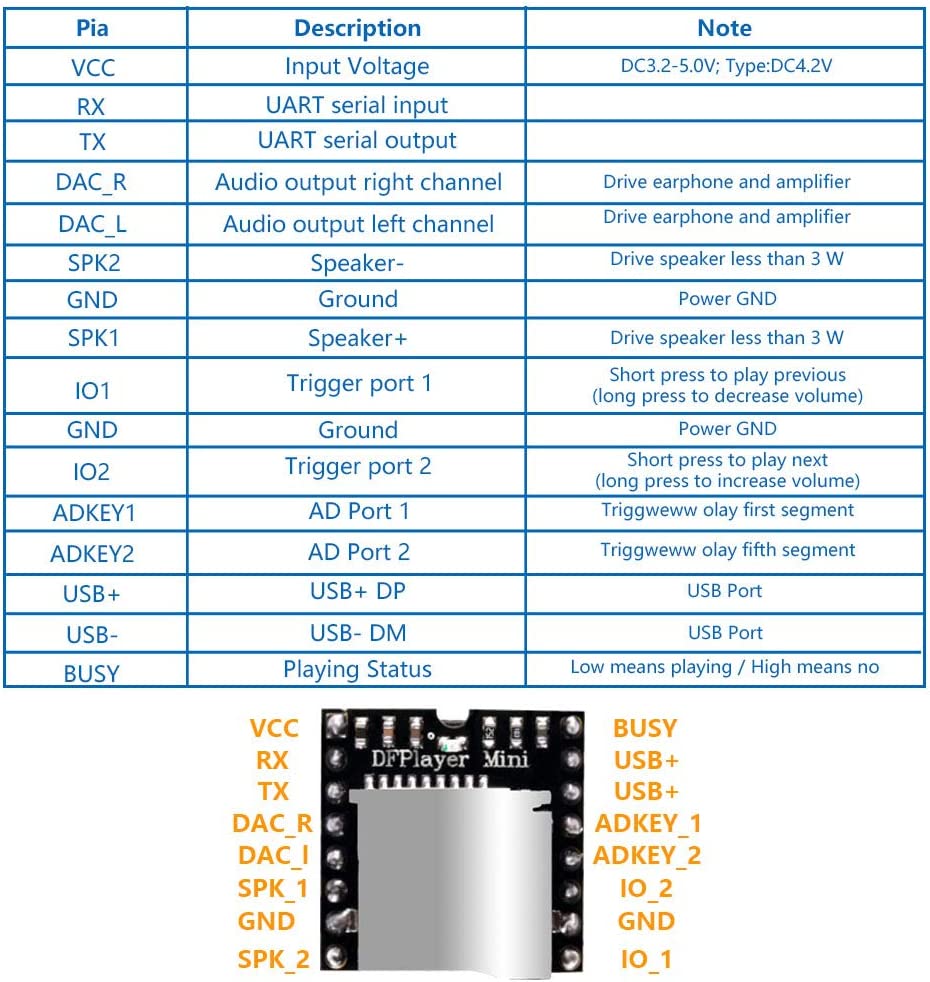 Pia Description Note
VCC Input Voltage DC3.2-5.0V; Type:DC4.2V
RX UART serial input
TX UART serial output
DAC_R Audio output right channel Drive earphone and amplifier
DAC_L Audio output left channel Drive earphone and amplifier
SPK2 Speaker- Drive speaker less than 3 W
GND Ground Power GND
SPK1 Speaker+ Drive speaker less than 3 W
IO1 Trigger port 1 Short press to play previous
(long press to decrease volume)
GND Ground Power GND
IO2 Trigger port 2 Short press to play next
(long press to increase volume)
ADKEY1 AD Port 1 Triggweww olay first segment
ADKEY2 AD Port 2 Triggweww olay fifth segment
USB+ USB+ DP USB Port
USB- USB- DM USB Port
BUSY Playing Status Low means playing / High means no
VCC BUSY
RX DFPlayer Mini USB+
TX USB+
DAC_R ADKEY_1
DAC_l ADKEY_2
SPK_1 IO_2
GND GND
SPK_2 IO_1